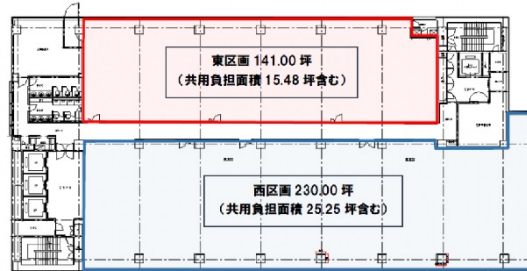 東区画 141.00 坪
（共用負担面積 15.48 坪含む）
西区画 230.00 坪
（共用負担面積 25.25 坪含む）